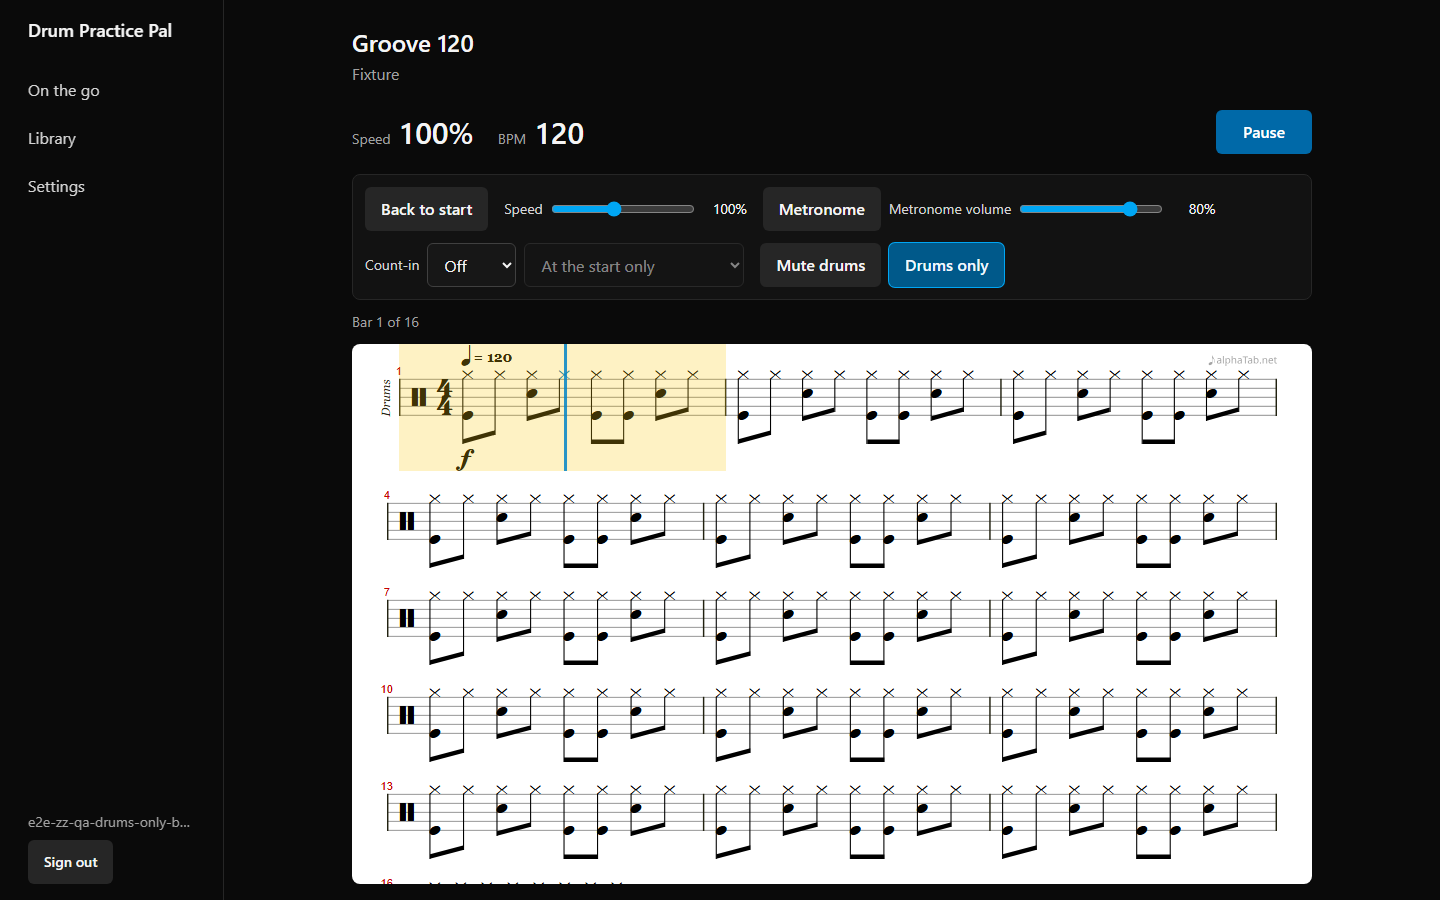 Drum Practice Pal
On the go
Library
Settings
e2e-zz-qa-drums-only-b...
Sign out
Groove 120
Fixture
Speed 100% BPM 120
Pause
Back to start Speed 100% Metronome Metronome volume 80%
Count-in Off At the start only Mute drums Drums only
Bar 1 of 16
= 120
alphaTab.net
1
Drums
4
4
f
4
7
10
13
16